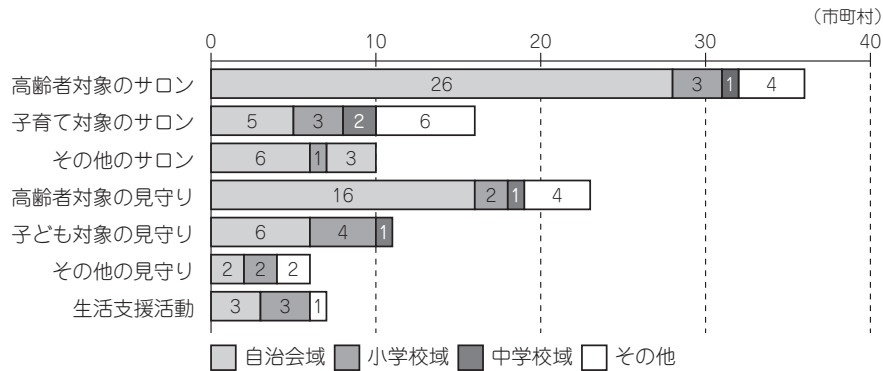 （市町村）
0 10 20 30 40
高齢者対象のサロン 26 3 1 4
子育て対象のサロン 5 3 2 6
その他のサロン 6 1 3
高齢者対象の見守り 16 2 1 4
子ども対象の見守り 6 4 1
その他の見守り 2 2 2
生活支援活動 3 3 1
自治会域 小学校域 中学校域 その他